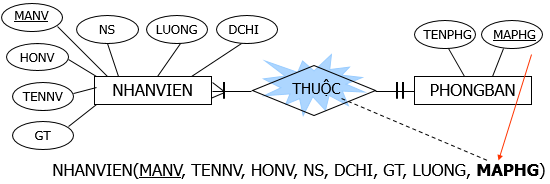 MANV
NS
LUONG
DCHI
TENPHG
MAPHG
HONV
TENNV
GT
NHANVIEN
THUỘC
PHONGBAN
NHANVIEN(MANV, TENNV, HONV, NS, DCHI, GT, LUONG, MAPHG)